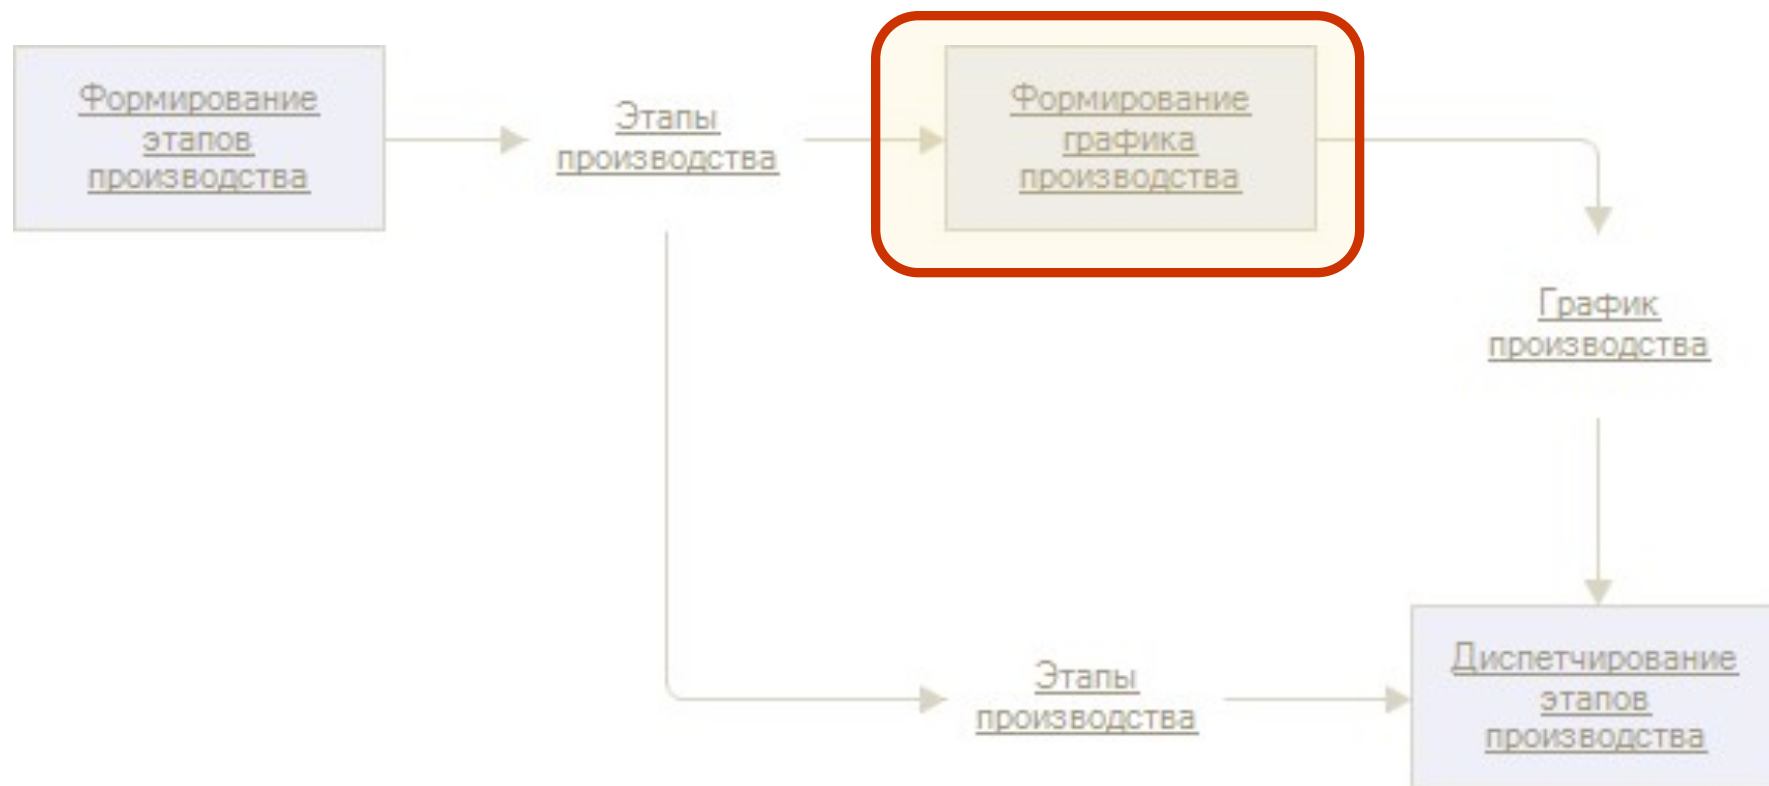 Формирование
этапов
производства
Этапы
производства
Формирование
графика
производства
График
производства
Этапы
производства
Диспетчирование
этапов
производства